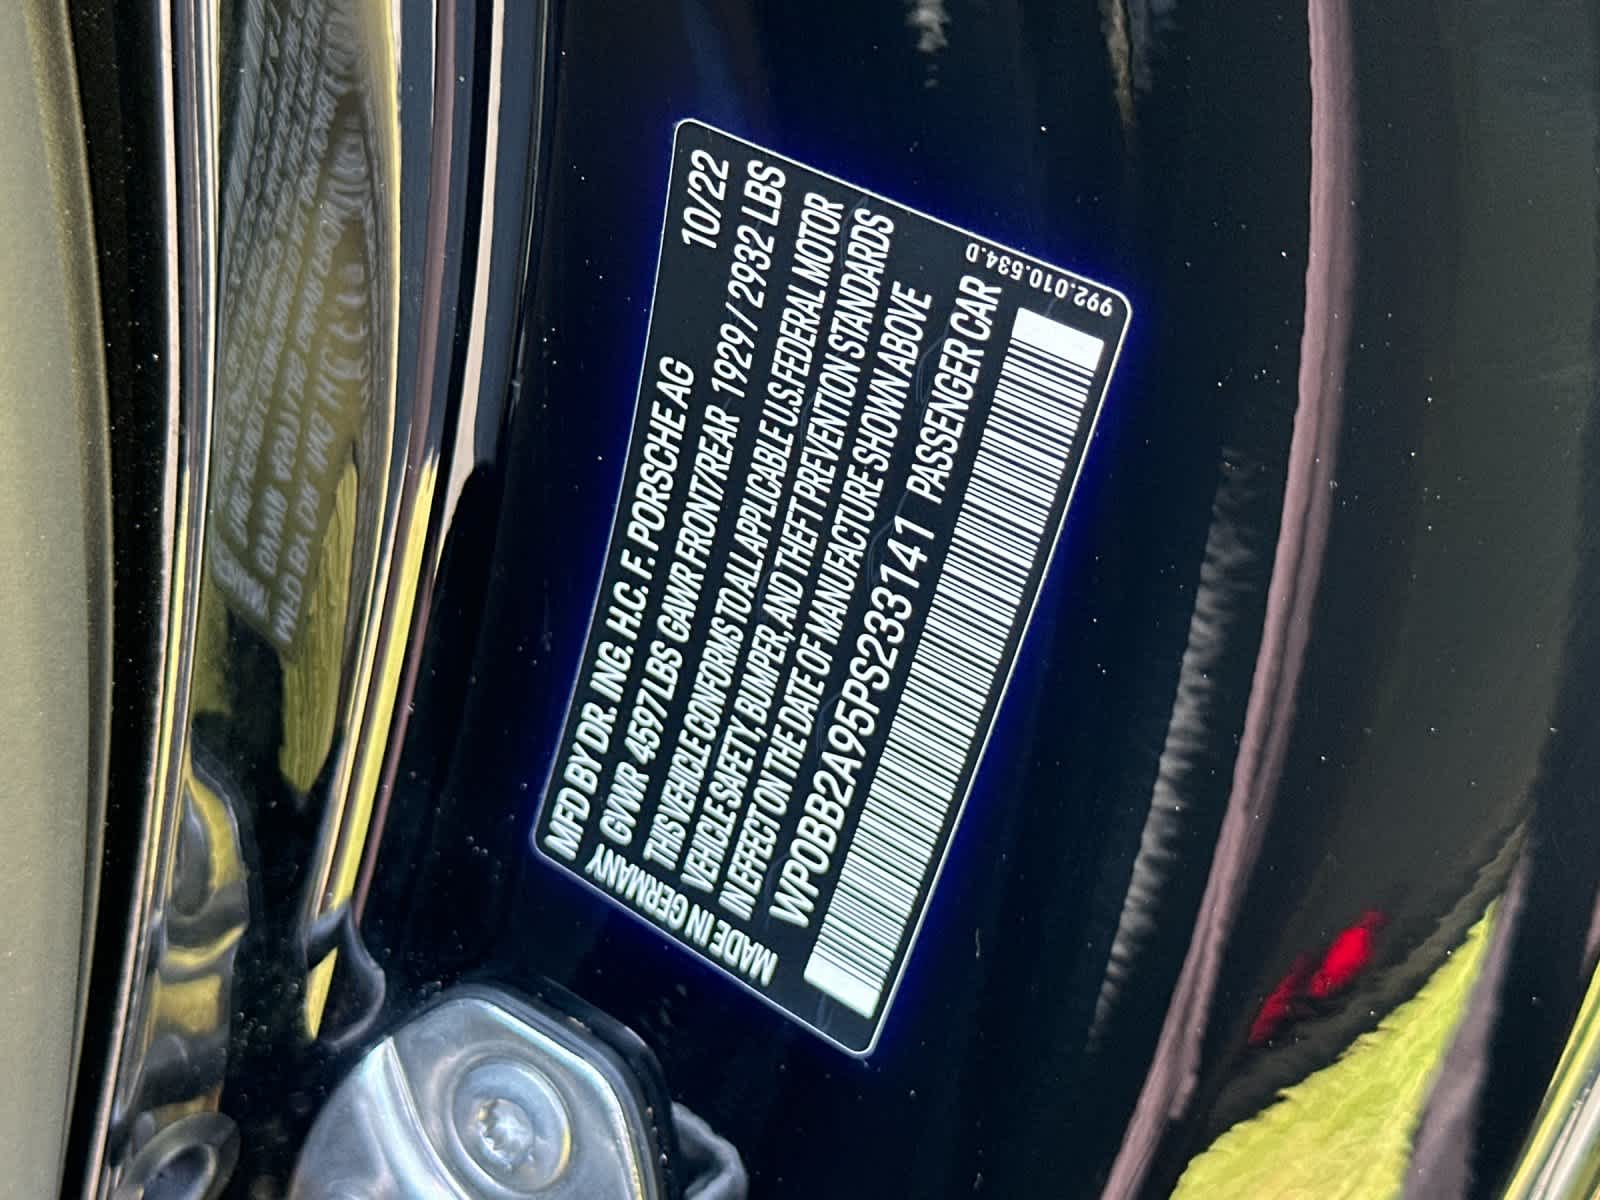 MFD BY DR. ING. H.C. F. PORSCHE AG 10/22
GVWR 4597LBS GAWR FRONT/REAR 1929/2932 LBS
THIS VEHICLE CONFORMS TO ALL APPLICABLE U.S. FEDERAL MOTOR
VEHICLE SAFETY, BUMPER, AND THEFT PREVENTION STANDARDS
IN EFFECT ON THE DATE OF MANUFACTURE SHOWN ABOVE
WP0BB2A95PS233141 PASSENGER CAR
MADE IN GERMANY
992.010.534.D